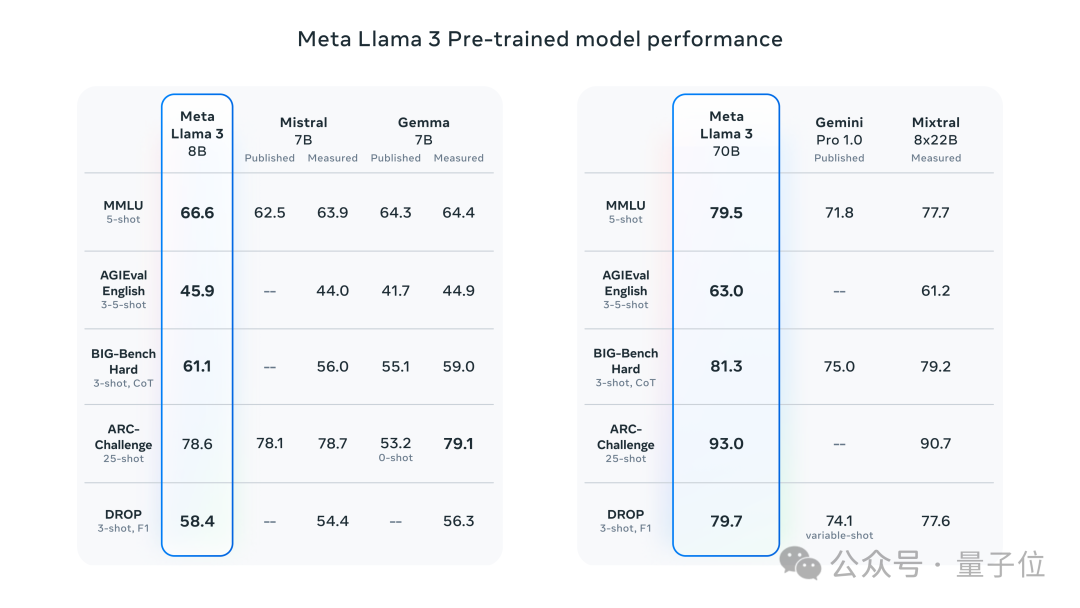 Meta Llama 3 Pre-trained model performance
Meta
Llama 3
8B
Mistral
7B
Published Measured
Gemma
7B
Published Measured
MMLU
5-shot
66.6 62.5 63.9 64.3 64.4
AGIEval
English
3-5-shot
45.9 -- 44.0 41.7 44.9
BIG-Bench
Hard
3-shot, CoT
61.1 -- 56.0 55.1 59.0
ARC-
Challenge
25-shot
78.6 78.1 78.7 53.2 79.1
0-shot
DROP
3-shot, F1
58.4 -- 54.4 -- 56.3
Meta
Llama 3
70B
Gemini
Pro 1.0
Published
Mixtral
8x22B
Measured
MMLU
5-shot
79.5 71.8 77.7
AGIEval
English
3-5-shot
63.0 -- 61.2
BIG-Bench
Hard
3-shot, CoT
81.3 75.0 79.2
ARC-
Challenge
25-shot
93.0 -- 90.7
DROP
3-shot, F1
79.7 74.1 77.6
variable-shot
公众号 · 量子位